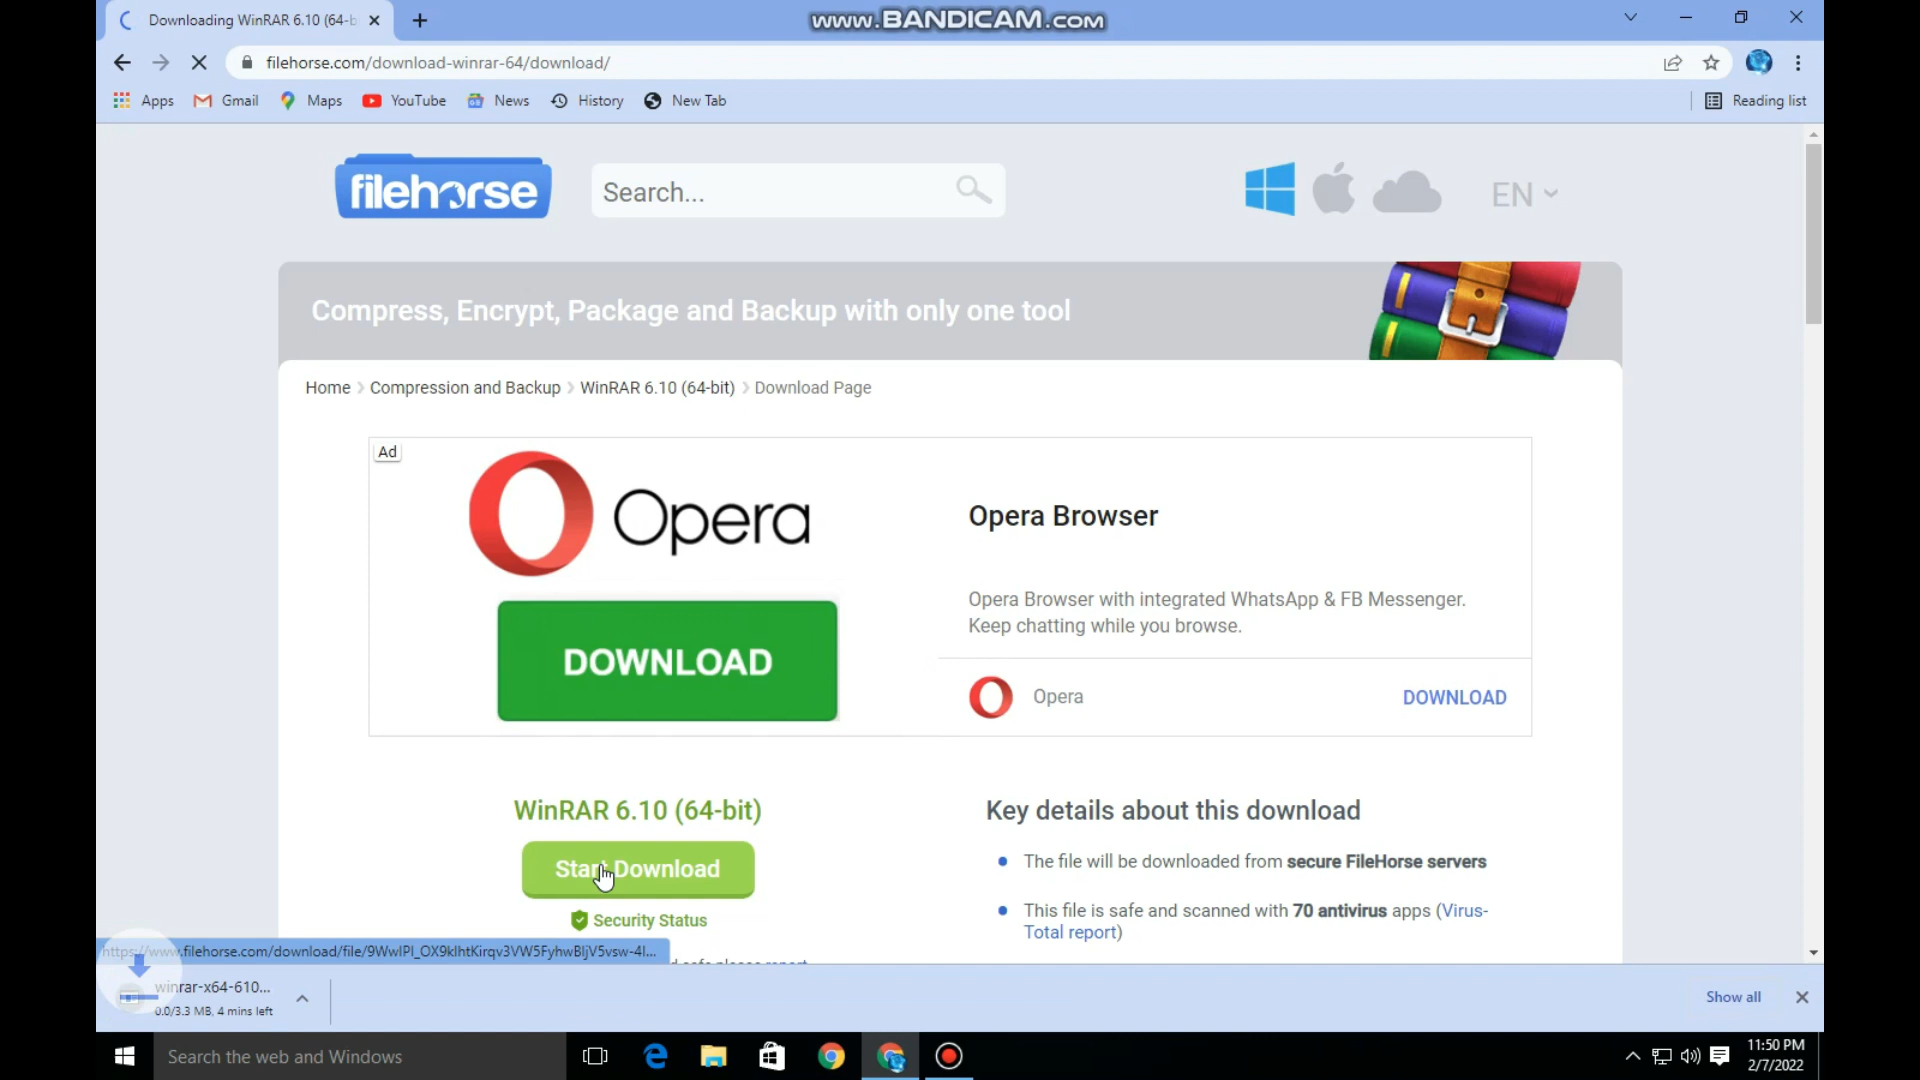 Downloading WinRAR 6.10 (64-b
www.BANDICAM.com
filehorse.com/download-winrar-64/download/
Apps Gmail Maps YouTube News History New Tab Reading list
filehorse Search... EN
Compress, Encrypt, Package and Backup with only one tool
Home Compression and Backup WinRAR 6.10 (64-bit) Download Page
Ad
Opera
Opera Browser
Opera Browser with integrated WhatsApp & FB Messenger.
Keep chatting while you browse.
DOWNLOAD
Opera DOWNLOAD
WinRAR 6.10 (64-bit)
Start Download
Security Status
Key details about this download
The file will be downloaded from secure FileHorse servers
This file is safe and scanned with 70 antivirus apps (Virus-
Total report)
winrar-x64-610...
0.0/3.3 MB, 4 mins left
Show all
Search the web and Windows
11:50 PM
2/7/2022